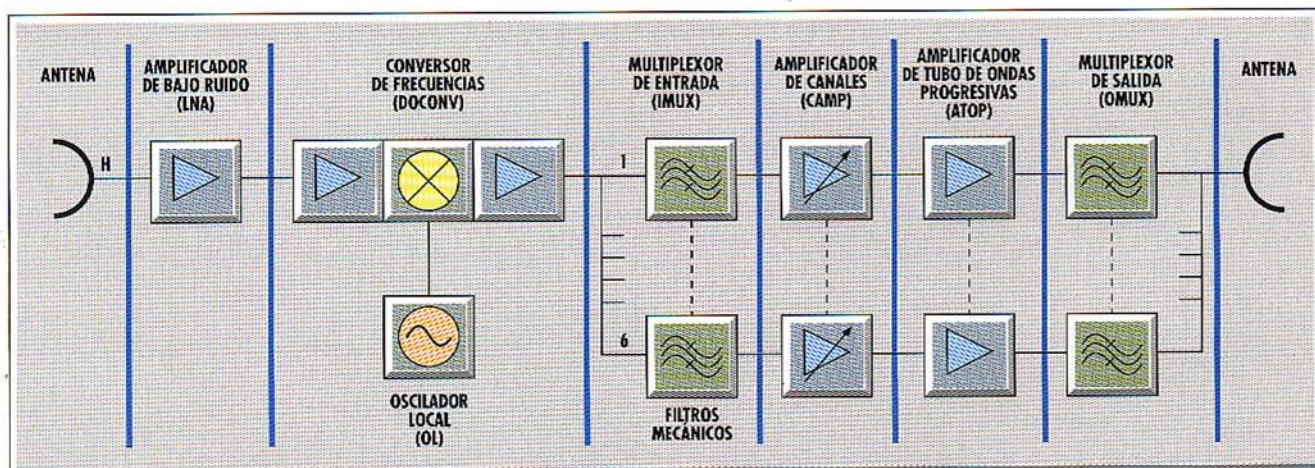 ANTENA
AMPLIFICADOR
DE BAJO RUIDO
(LNA)
CONVERSOR
DE FRECUENCIAS
(DOCONV)
MULTIPLEXOR
DE ENTRADA
(IMUX)
AMPLIFICADOR
DE CANALES
(CAMP)
AMPLIFICADOR
DE TUBO DE ONDAS
PROGRESIVAS
(ATOP)
MULTIPLEXOR
DE SALIDA
(OMUX)
ANTENA
H
1
6
OSCILADOR
LOCAL
(OL)
FILTROS
MECÁNICOS